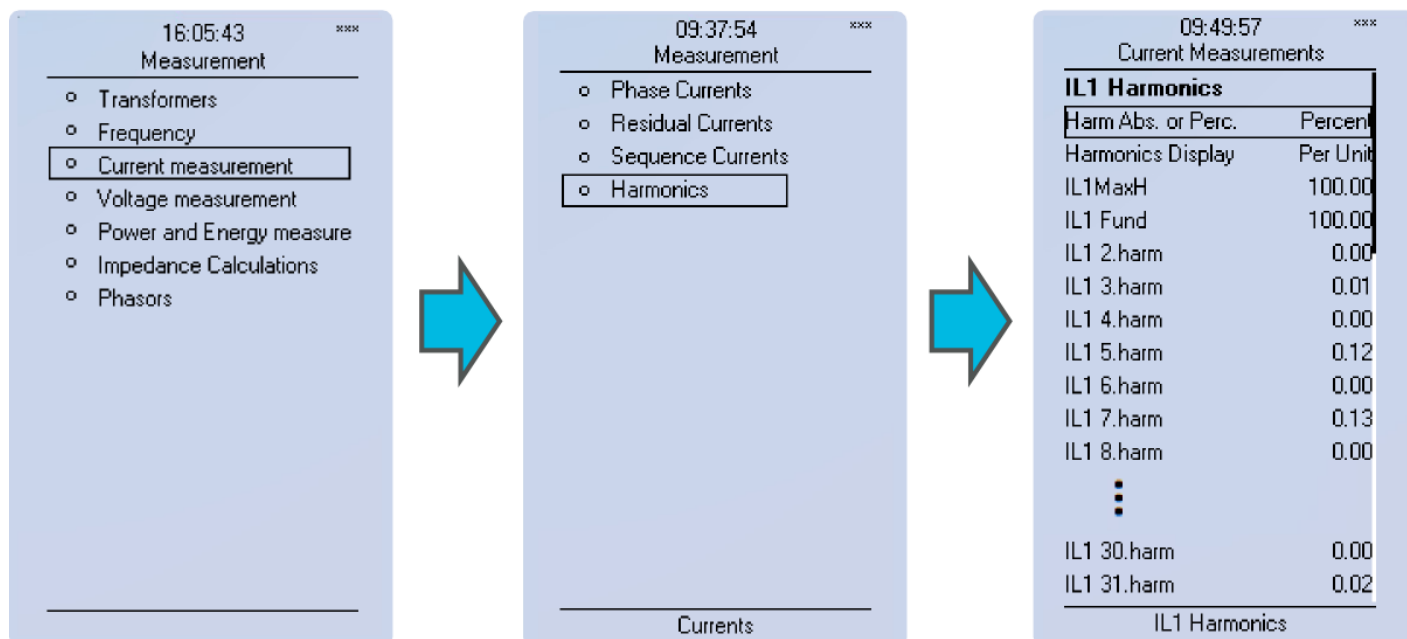 16:05:43 ***
Measurement
Transformers
Frequency
Current measurement
Voltage measurement
Power and Energy measure
Impedance Calculations
Phasors
09:37:54 ***
Measurement
Phase Currents
Residual Currents
Sequence Currents
Harmonics
Currents
09:49:57 ***
Current Measurements
IL1 Harmonics
Harm Abs. or Perc. Percent
Harmonics Display Per Unit
IL1MaxH 100.00
IL1 Fund 100.00
IL1 2.harm 0.00
IL1 3.harm 0.01
IL1 4.harm 0.00
IL1 5.harm 0.12
IL1 6.harm 0.00
IL1 7.harm 0.13
IL1 8.harm 0.00
IL1 30.harm 0.00
IL1 31.harm 0.02
IL1 Harmonics